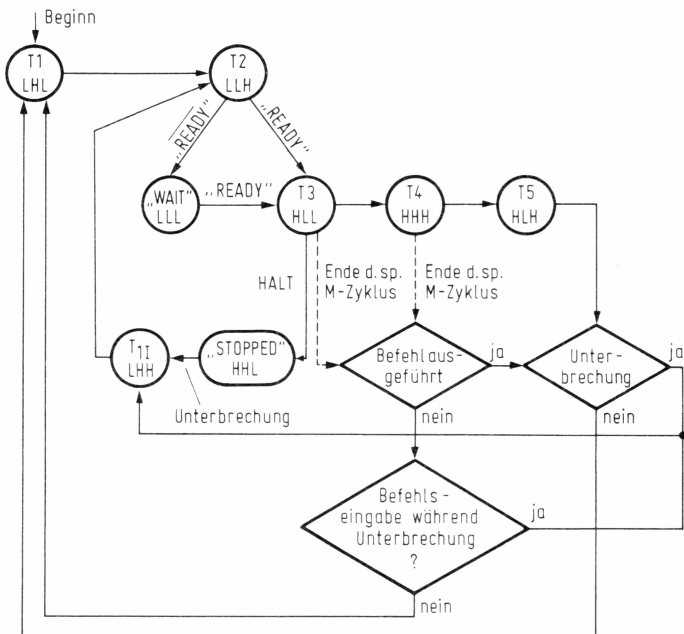 Beginn
T1
LHL
T2
LLH
„READY"
„READY"
„WAIT"
LLL
„READY"
T3
HLL
T4
HHH
T5
HLH
HALT
Ende d. sp.
M-Zyklus
Ende d. sp.
M-Zyklus
T1I
LHH
„STOPPED"
HHL
Unterbrechung
Befehl aus-
geführt
ja
nein
Unter-
brechung
ja
nein
Befehls-
eingabe während
Unterbrechung
?
ja
nein